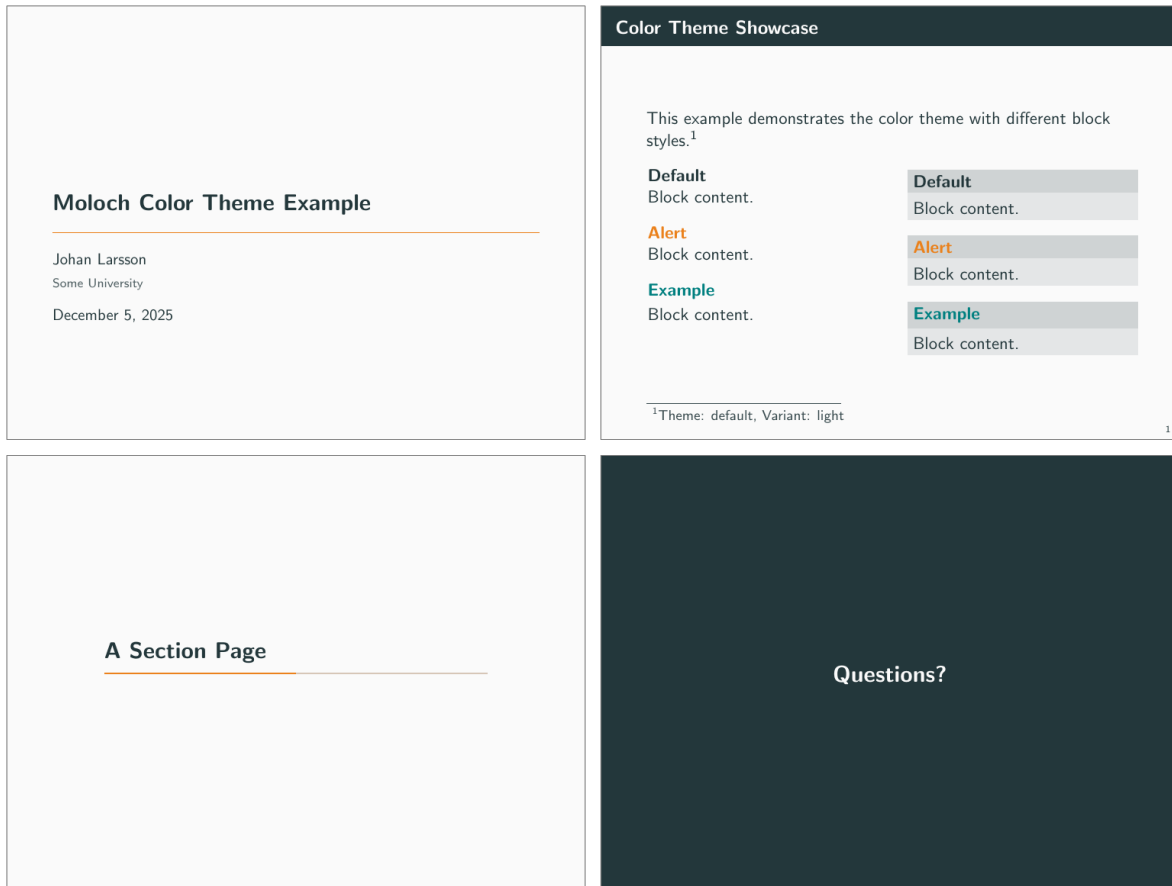 Moloch Color Theme Example
Johan Larsson
Some University
December 5, 2025
Color Theme Showcase
This example demonstrates the color theme with different block
styles.1
Default
Block content.
Alert
Block content.
Example
Block content.
Default
Block content.
Alert
Block content.
Example
Block content.
1Theme: default, Variant: light
1
A Section Page
Questions?